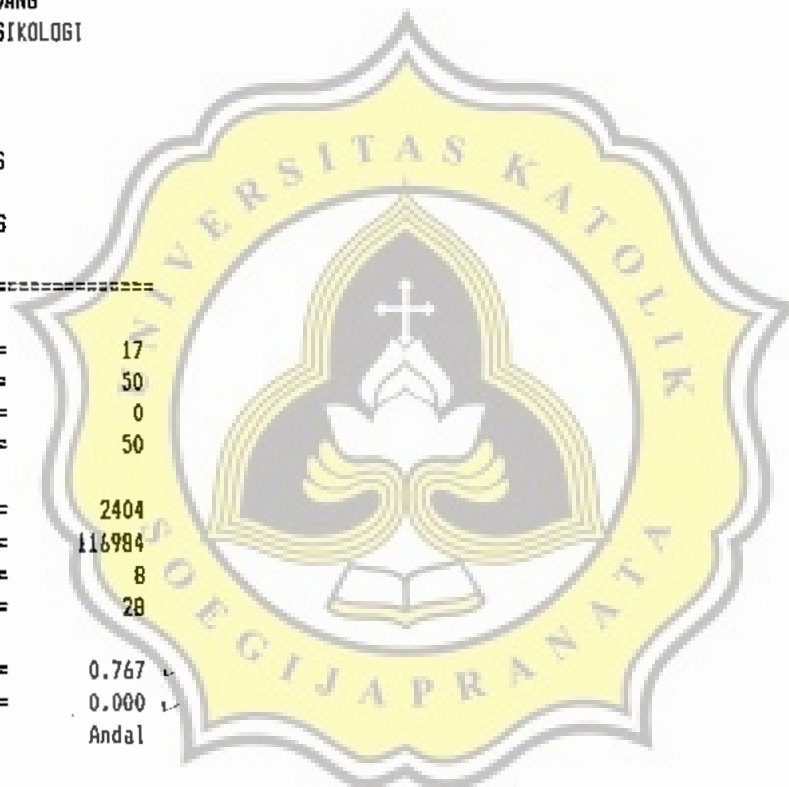 SIKOLOGI
UNIVERSITAS KATOLIK
= 17
= 50
= 0
= 50
= 2404
= 116984
= 8
= 28
= 0.767
= 0.000
Andal
SOEGIJAPRANATA